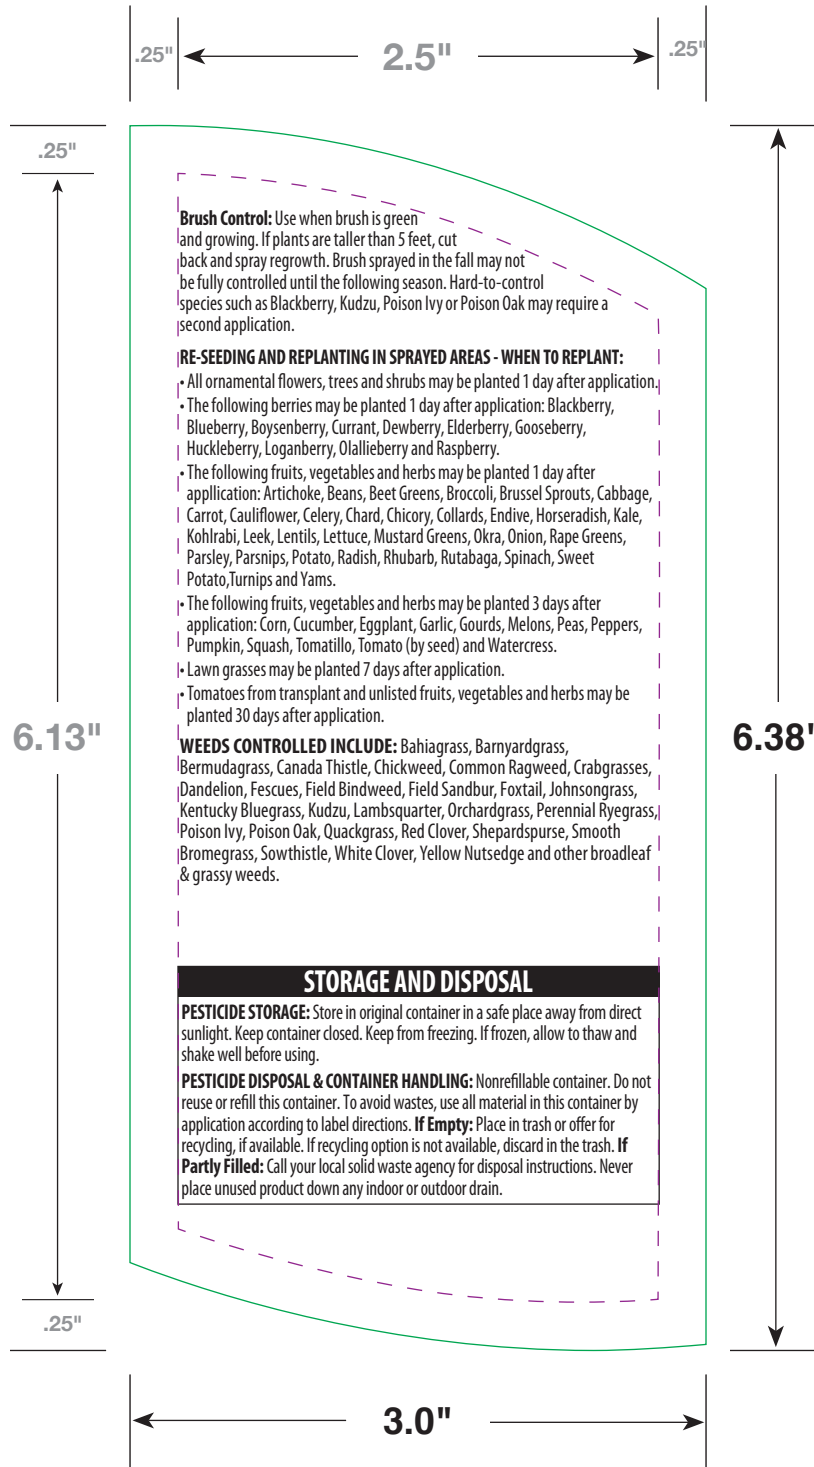 .25" 2.5" .25"
.25"
Brush Control: Use when brush is green
and growing. If plants are taller than 5 feet, cut
back and spray regrowth. Brush sprayed in the fall may not
be fully controlled until the following season. Hard-to-control
species such as Blackberry, Kudzu, Poison Ivy or Poison Oak may require a
second application.
RE-SEEDING AND REPLANTING IN SPRAYED AREAS - WHEN TO REPLANT:
• All ornamental flowers, trees and shrubs may be planted 1 day after application.
• The following berries may be planted 1 day after application: Blackberry,
Blueberry, Boysenberry, Currant, Dewberry, Elderberry, Gooseberry,
Huckleberry, Loganberry, Olallieberry and Raspberry.
• The following fruits, vegetables and herbs may be planted 1 day after
appllication: Artichoke, Beans, Beet Greens, Broccoli, Brussel Sprouts, Cabbage,
Carrot, Cauliflower, Celery, Chard, Chicory, Collards, Endive, Horseradish, Kale,
Kohlrabi, Leek, Lentils, Lettuce, Mustard Greens, Okra, Onion, Rape Greens,
Parsley, Parsnips, Potato, Radish, Rhubarb, Rutabaga, Spinach, Sweet
Potato,Turnips and Yams.
• The following fruits, vegetables and herbs may be planted 3 days after
application: Corn, Cucumber, Eggplant, Garlic, Gourds, Melons, Peas, Peppers,
Pumpkin, Squash, Tomatillo, Tomato (by seed) and Watercress.
• Lawn grasses may be planted 7 days after application.
• Tomatoes from transplant and unlisted fruits, vegetables and herbs may be
planted 30 days after application.
6.13" 6.38'
WEEDS CONTROLLED INCLUDE: Bahiagrass, Barnyardgrass,
Bermudagrass, Canada Thistle, Chickweed, Common Ragweed, Crabgrasses,
Dandelion, Fescues, Field Bindweed, Field Sandbur, Foxtail, Johnsongrass,
Kentucky Bluegrass, Kudzu, Lambsquarter, Orchardgrass, Perennial Ryegrass,
Poison Ivy, Poison Oak, Quackgrass, Red Clover, Shepardspurse, Smooth
Bromegrass, Sowthistle, White Clover, Yellow Nutsedge and other broadleaf
& grassy weeds.
STORAGE AND DISPOSAL
PESTICIDE STORAGE: Store in original container in a safe place away from direct
sunlight. Keep container closed. Keep from freezing. If frozen, allow to thaw and
shake well before using.
PESTICIDE DISPOSAL & CONTAINER HANDLING: Nonrefillable container. Do not
reuse or refill this container. To avoid wastes, use all material in this container by
application according to label directions. If Empty: Place in trash or offer for
recycling, if available. If recycling option is not available, discard in the trash. If
Partly Filled: Call your local solid waste agency for disposal instructions. Never
place unused product down any indoor or outdoor drain.
.25"
3.0"